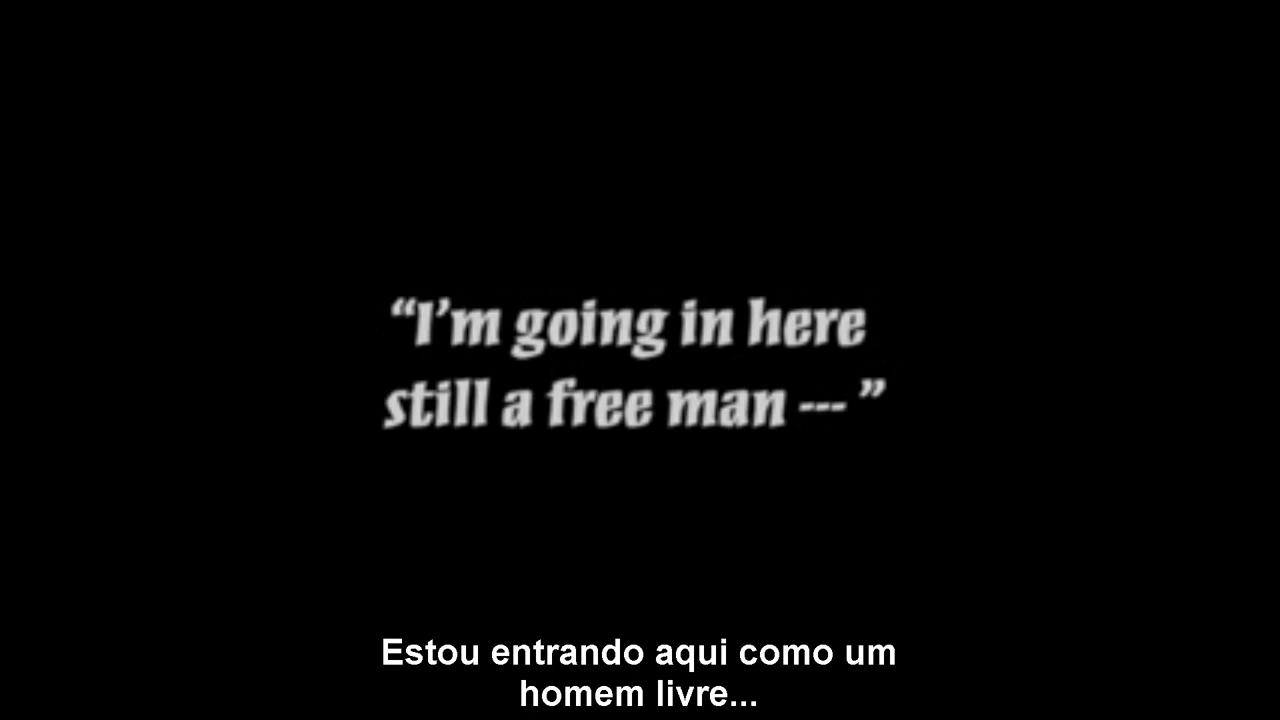 “I’m going in here
still a free man --- ”
Estou entrando aqui como um
homem livre...